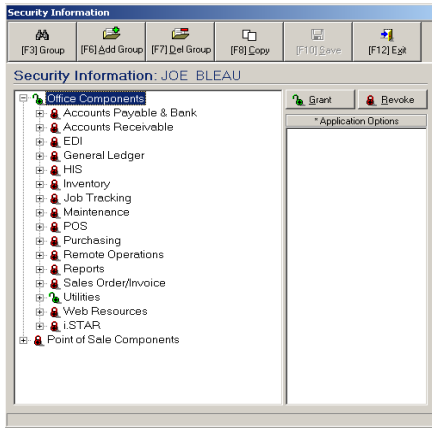 Security Information
[F3] Group [F6] Add Group [F7] Del Group [F8] Copy [F10] Save [F12] Exit
Security Information: JOE BLEAU
Office Components
Accounts Payable & Bank
Accounts Receivable
EDI
General Ledger
HIS
Inventory
Job Tracking
Maintenance
POS
Purchasing
Remote Operations
Reports
Sales Order/Invoice
Utilities
Web Resources
i.STAR
Point of Sale Components
Grant Revoke
* Application Options